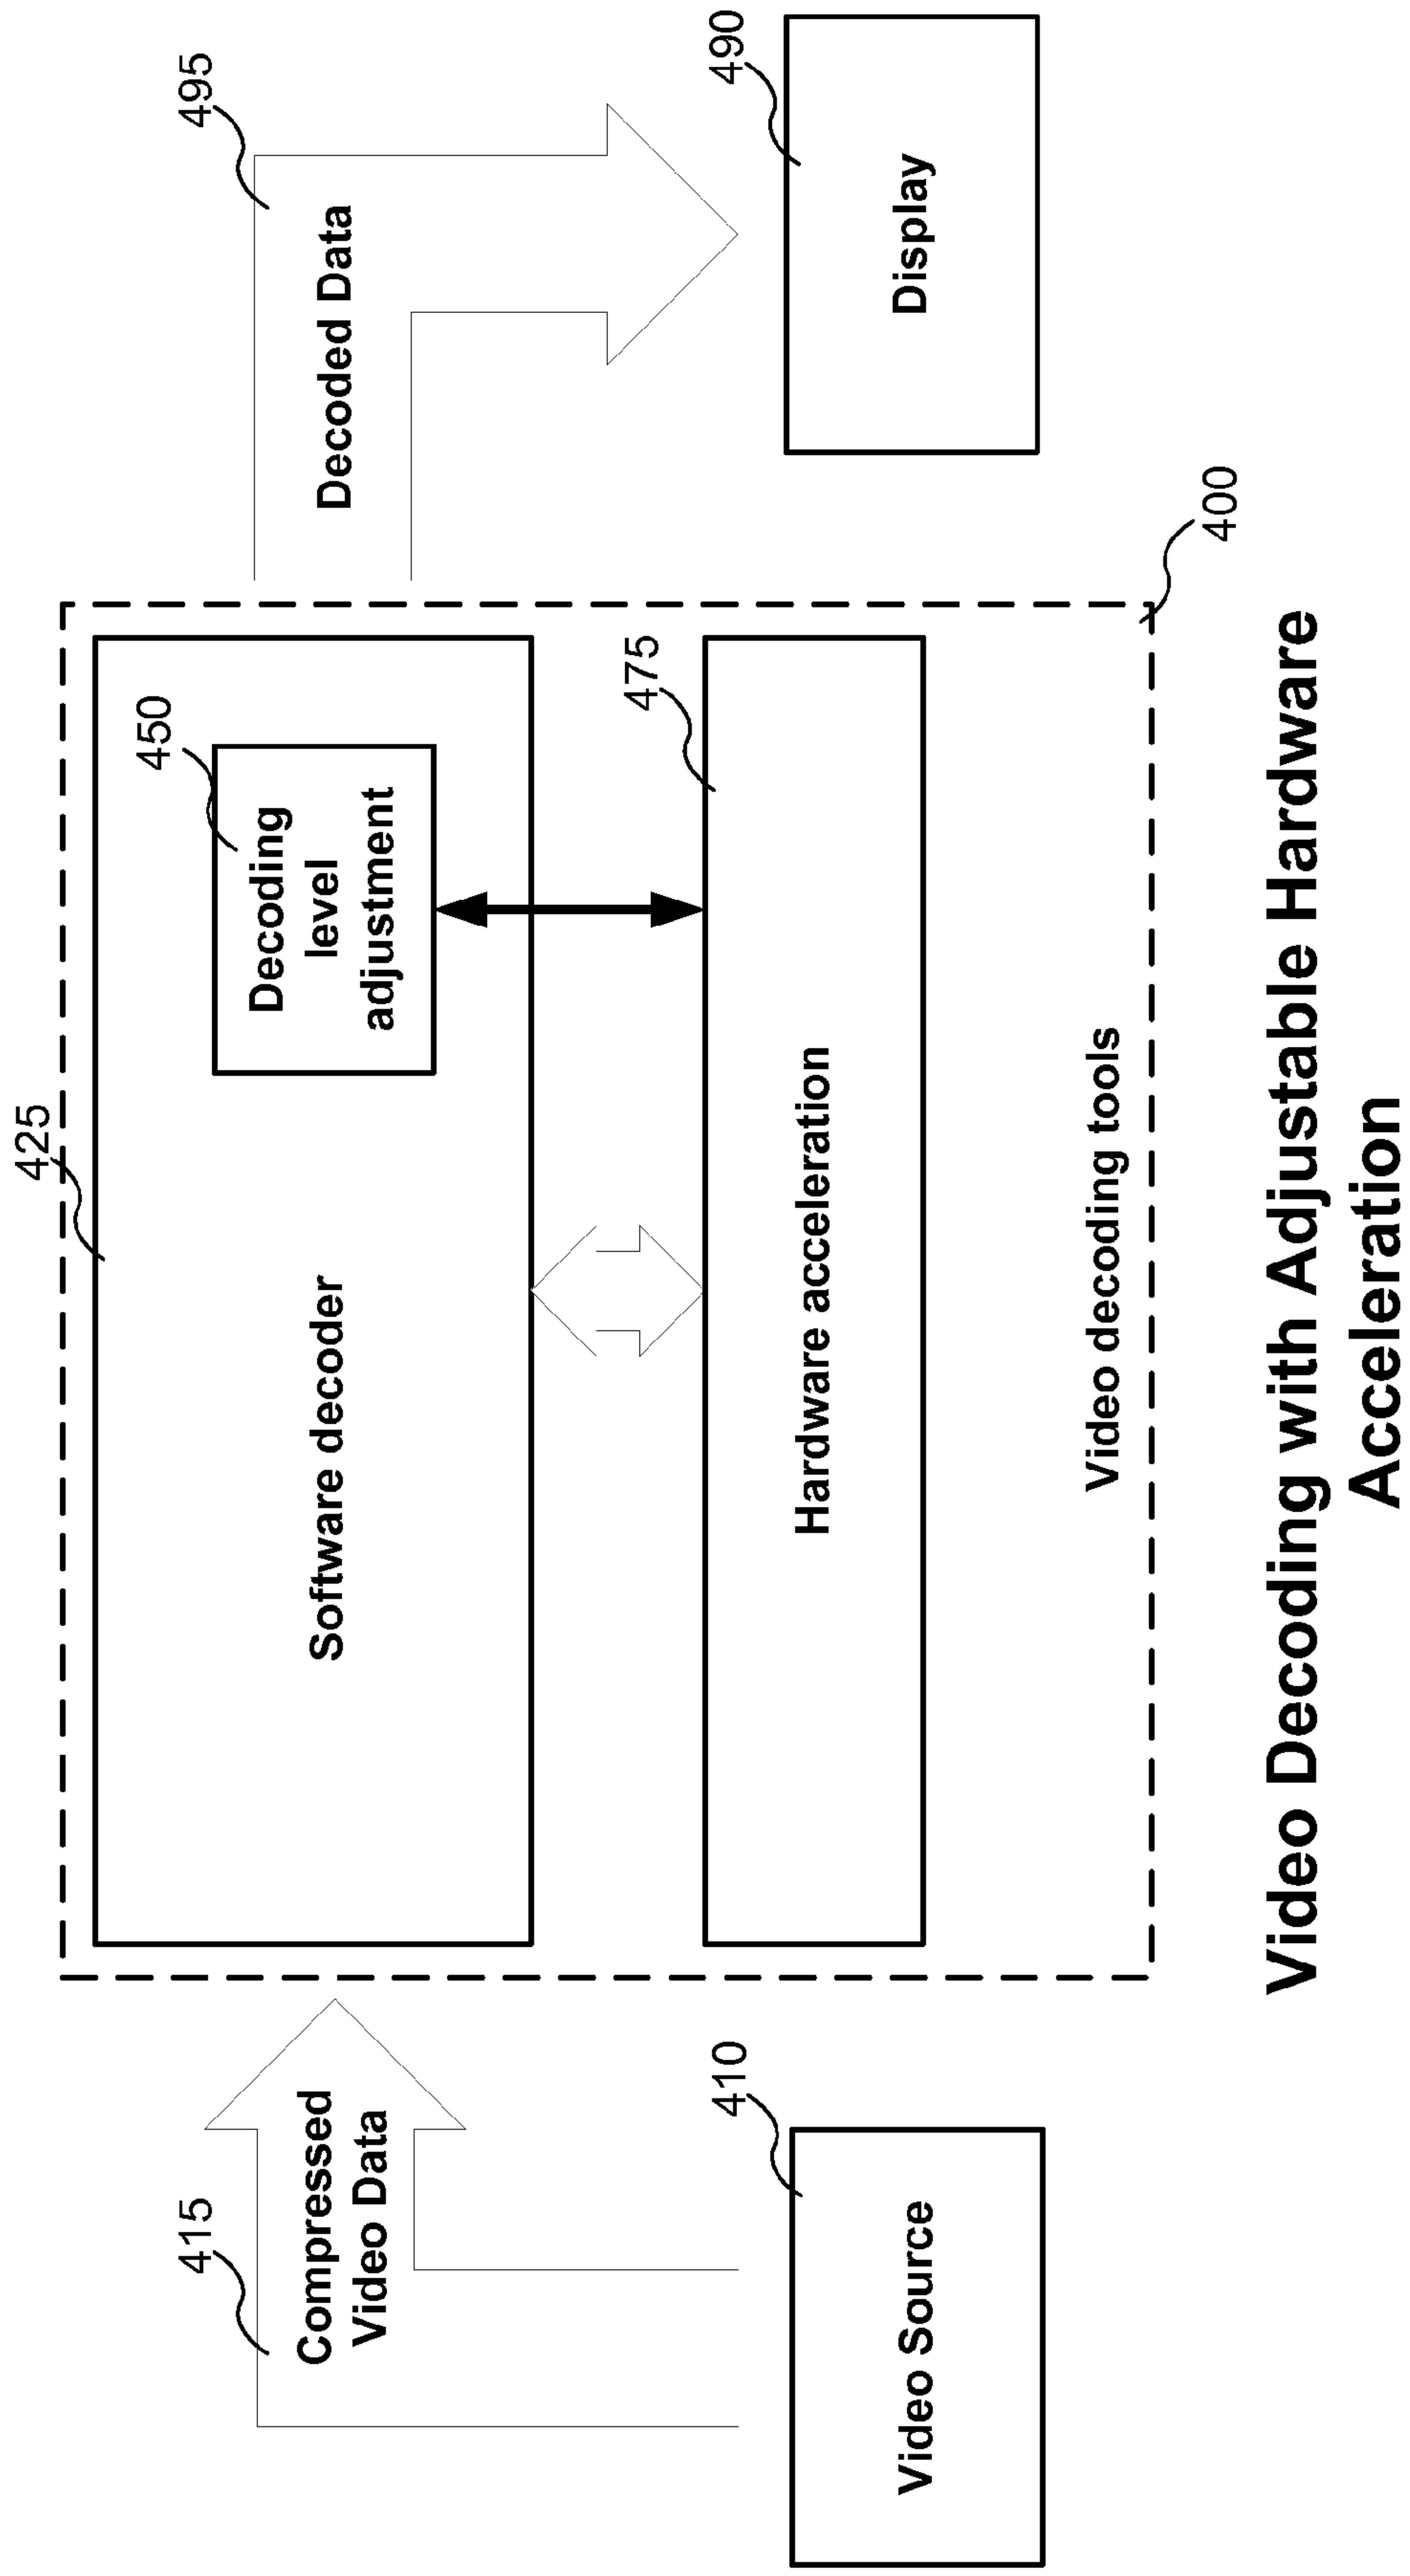 425
450
Software decoder
Decoding
level
adjustment
475
Hardware acceleration
Video decoding tools
400
415
Compressed
Video Data
410
Video Source
495
Decoded Data
490
Display
Video Decoding with Adjustable Hardware
Acceleration